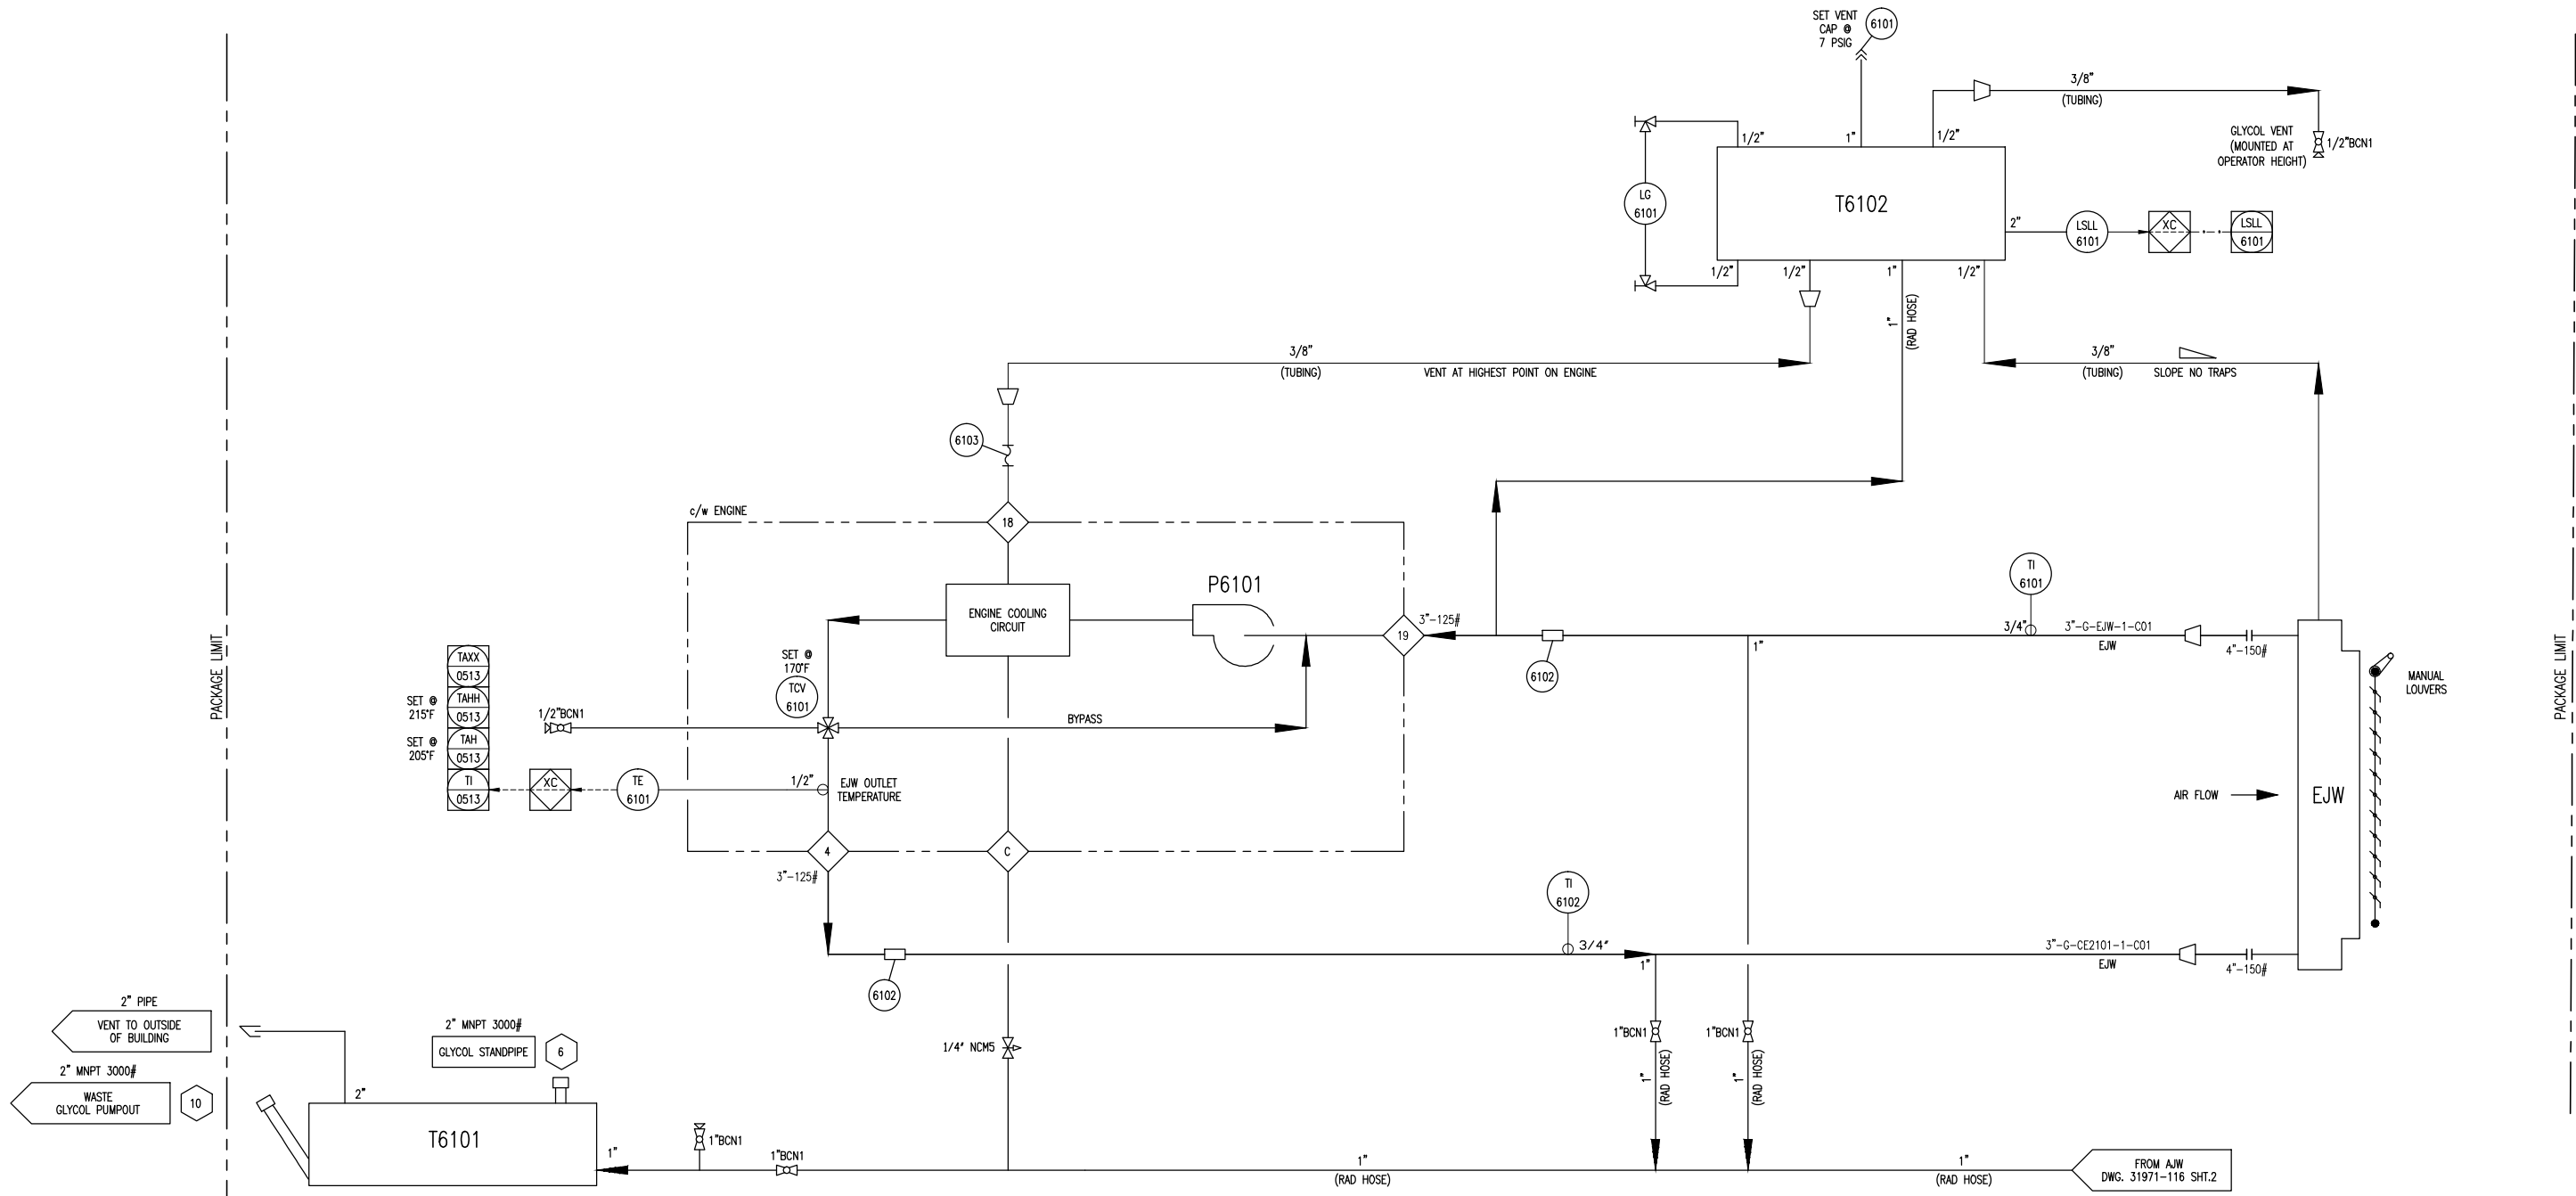 SET VENT
CAP @
7 PSIG
6101
3/8"
(TUBING)
GLYCOL VENT
(MOUNTED AT
OPERATOR HEIGHT)
1/2"BCN1
1/2"
1"
1/2"
LG
6101
T6102
2"
LSLL
6101
XC
LSLL
6101
1/2"
1/2"
1"
1/2"
1"
(RAD HOSE)
3/8"
(TUBING)
VENT AT HIGHEST POINT ON ENGINE
3/8"
(TUBING)
SLOPE NO TRAPS
6103
c/w ENGINE
18
ENGINE COOLING
CIRCUIT
P6101
19
3"-125#
6102
1"
TI
6101
3/4"
3"-G-EJW-1-C01
EJW
4"-150#
MANUAL
LOUVERS
PACKAGE LIMIT
PACKAGE LIMIT
TAXX
0513
TAHH
0513
TAH
0513
TI
0513
SET @
215°F
SET @
205°F
1/2"BCN1
SET @
170°F
TCV
6101
BYPASS
XC
TE
6101
1/2"
EJW OUTLET
TEMPERATURE
AIR FLOW
EJW
4
C
3"-125#
TI
6102
3/4"
3"-G-CE2101-1-C01
EJW
4"-150#
6102
1"
2" PIPE
VENT TO OUTSIDE
OF BUILDING
2" MNPT 3000#
GLYCOL STANDPIPE
6
1/4" NCM5
1"BCN1
1"BCN1
1"
(RAD HOSE)
1"
(RAD HOSE)
2" MNPT 3000#
WASTE
GLYCOL PUMPOUT
10
2"
T6101
1"
1"BCN1
1"BCN1
1"
(RAD HOSE)
1"
(RAD HOSE)
FROM AJW
DWG. 31971-116 SHT.2